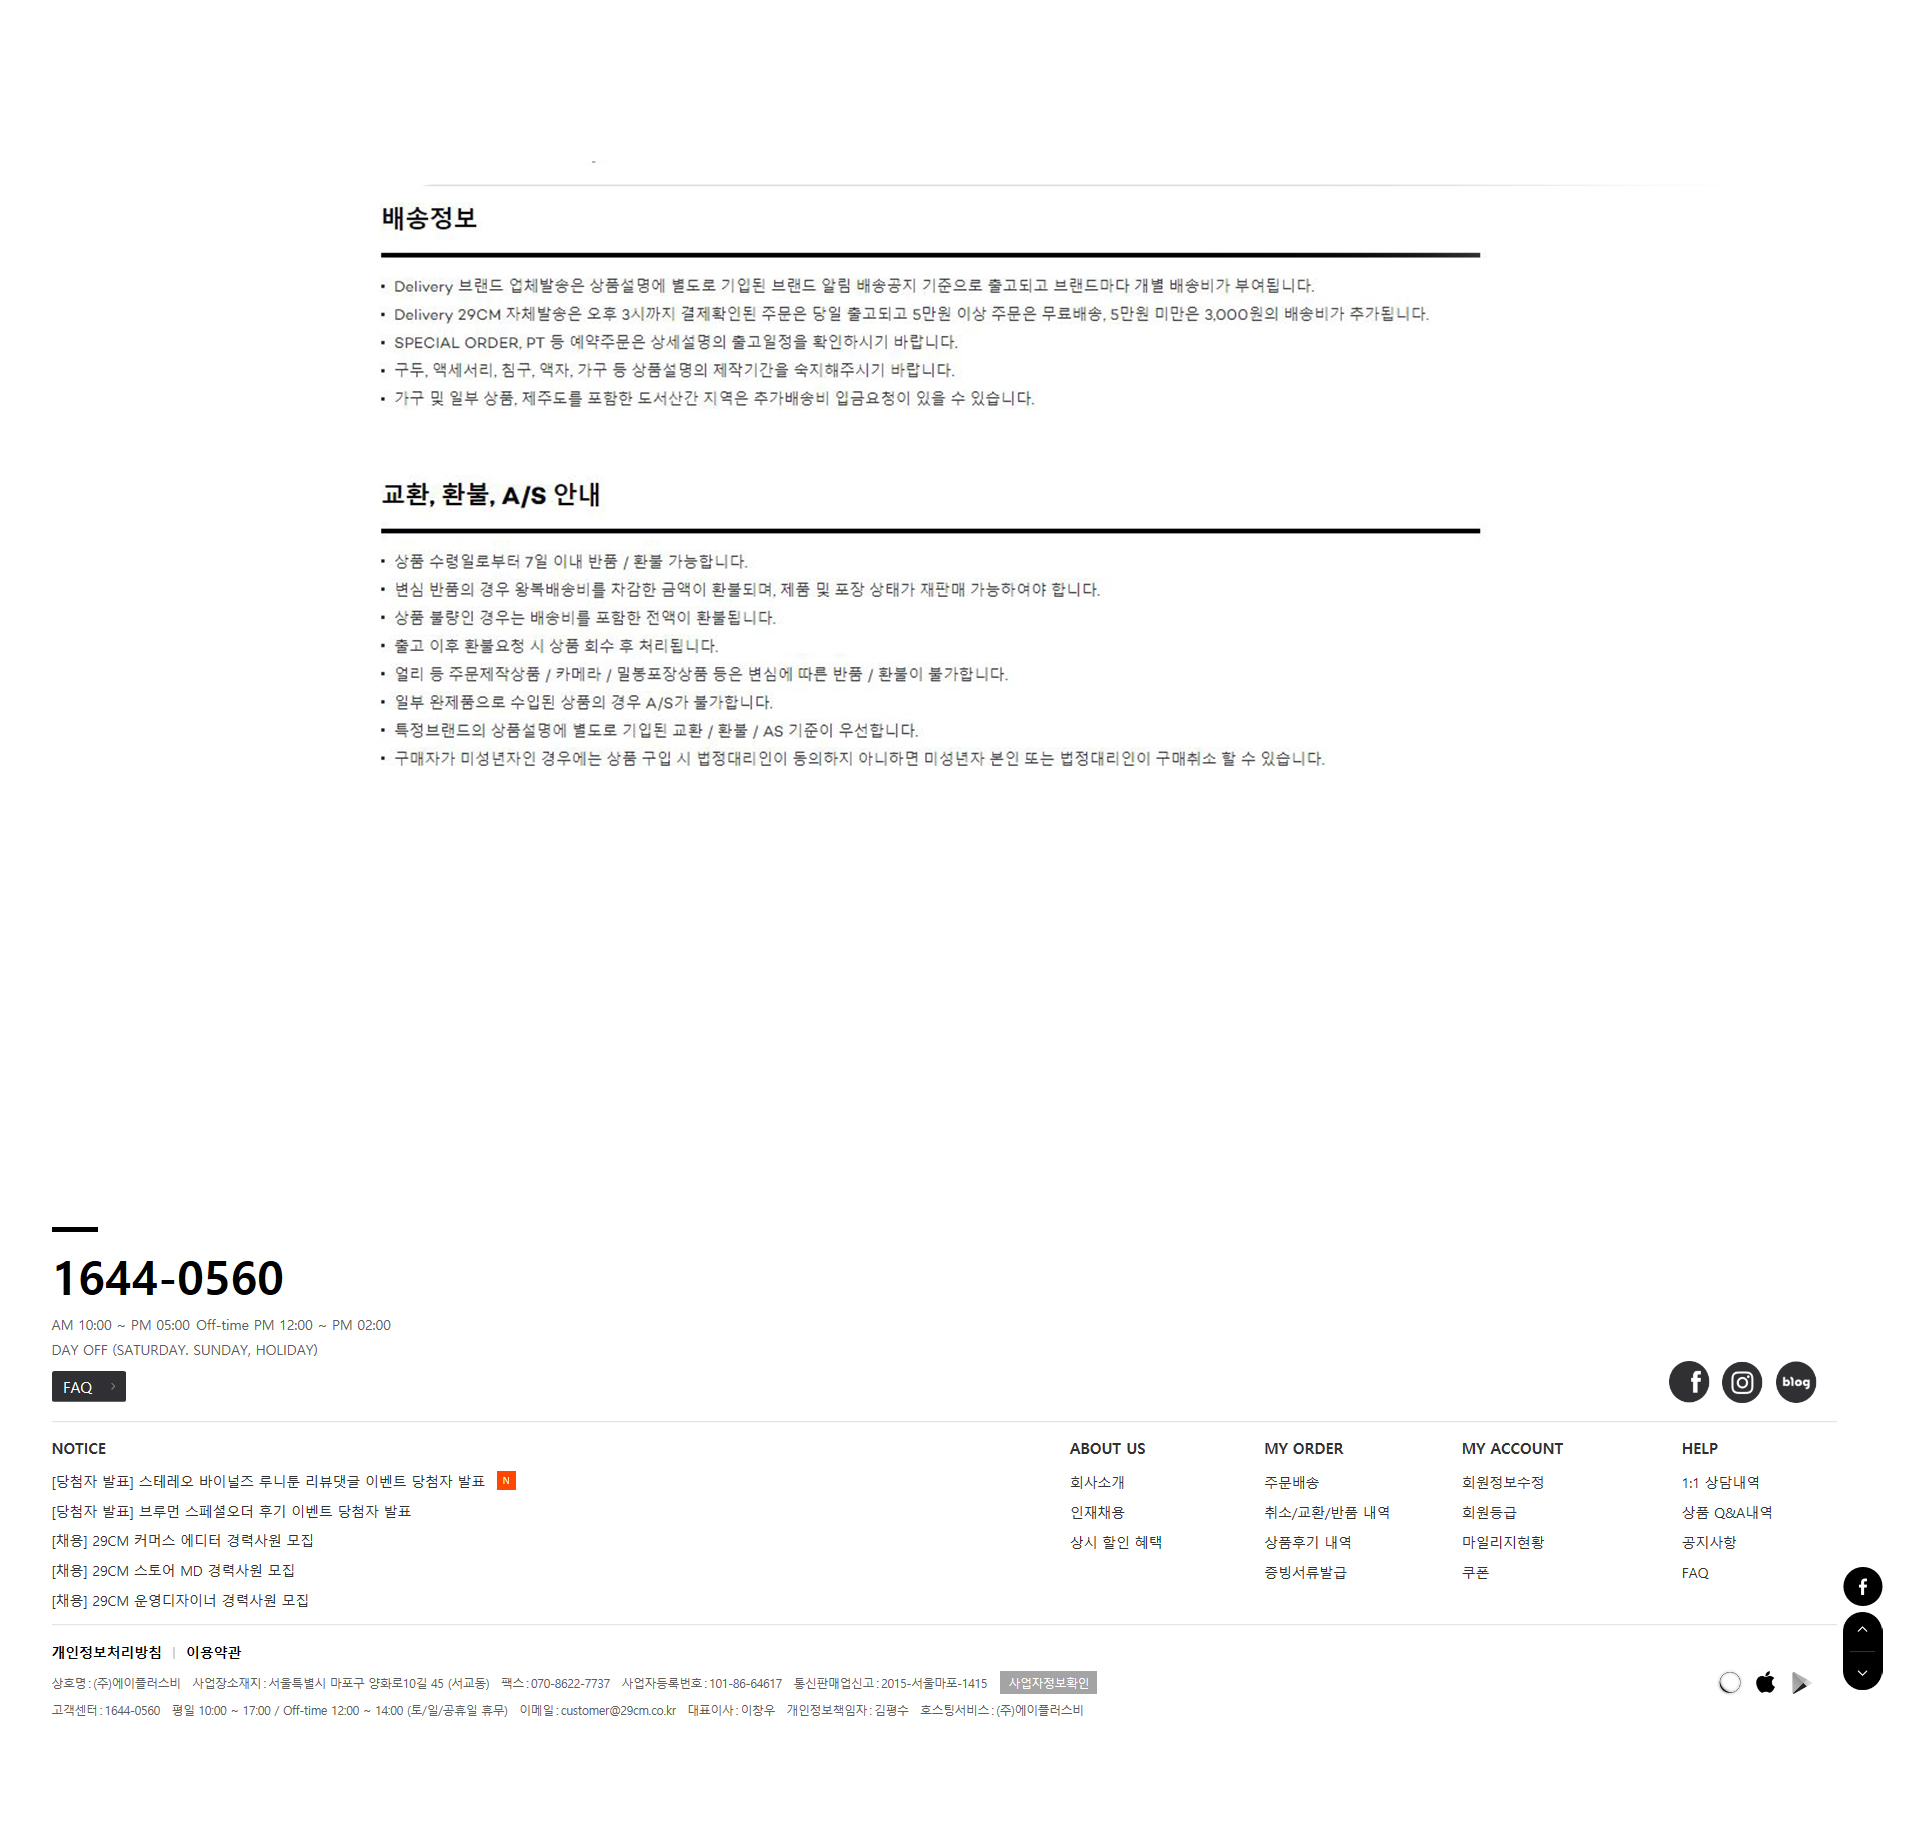 배송정보
• Delivery 브랜드 업체발송은 상품설명에 별도로 기입된 브랜드 알림 배송공지 기준으로 출고되고 브랜드마다 개별 배송비가 부여됩니다.
• Delivery 29CM 자체발송은 오후 3시까지 결제확인된 주문은 당일 출고되고 5만원 이상 주문은 무료배송, 5만원 미만은 3,000원의 배송비가 추가됩니다.
• SPECIAL ORDER, PT 등 예약주문은 상세설명의 출고일정을 확인하시기 바랍니다.
• 구두, 액세서리, 침구, 액자, 가구 등 상품설명의 제작기간을 숙지해주시기 바랍니다.
• 가구 및 일부 상품, 제주도를 포함한 도서산간 지역은 추가배송비 입금요청이 있을 수 있습니다.
교환, 환불, A/S 안내
• 상품 수령일로부터 7일 이내 반품 / 환불 가능합니다.
• 변심 반품의 경우 왕복배송비를 차감한 금액이 환불되며, 제품 및 포장 상태가 재판매 가능하여야 합니다.
• 상품 불량인 경우는 배송비를 포함한 전액이 환불됩니다.
• 출고 이후 환불요청 시 상품 회수 후 처리됩니다.
• 얼리 등 주문제작상품 / 카메라 / 밀봉포장상품 등은 변심에 따른 반품 / 환불이 불가합니다.
• 일부 완제품으로 수입된 상품의 경우 A/S가 불가합니다.
• 특정브랜드의 상품설명에 별도로 기입된 교환 / 환불 / AS 기준이 우선합니다.
• 구매자가 미성년자인 경우에는 상품 구입 시 법정대리인이 동의하지 아니하면 미성년자 본인 또는 법정대리인이 구매취소 할 수 있습니다.
1644-0560
AM 10:00 ~ PM 05:00 Off-time PM 12:00 ~ PM 02:00
DAY OFF (SATURDAY. SUNDAY, HOLIDAY)
FAQ
blog
NOTICE
[당첨자 발표] 스테레오 바이널즈 루니툰 리뷰댓글 이벤트 당첨자 발표 N
[당첨자 발표] 브루먼 스페셜오더 후기 이벤트 당첨자 발표
[채용] 29CM 커머스 에디터 경력사원 모집
[채용] 29CM 스토어 MD 경력사원 모집
[채용] 29CM 운영디자이너 경력사원 모집
ABOUT US
회사소개
인재채용
상시 할인 혜택
MY ORDER
주문배송
취소/교환/반품 내역
상품후기 내역
증빙서류발급
MY ACCOUNT
회원정보수정
회원등급
마일리지현황
쿠폰
HELP
1:1 상담내역
상품 Q&A내역
공지사항
FAQ
개인정보처리방침 | 이용약관
상호명 : (주)에이플러스비 사업장소재지 : 서울특별시 마포구 양화로10길 45 (서교동) 팩스 : 070-8622-7737 사업자등록번호 : 101-86-64617 통신판매업신고 : 2015-서울마포-1415 사업자정보확인
고객센터 : 1644-0560 평일 10:00 ~ 17:00 / Off-time 12:00 ~ 14:00 (토/일/공휴일 휴무) 이메일 : customer@29cm.co.kr 대표이사 : 이창우 개인정보책임자 : 김평수 호스팅서비스 : (주)에이플러스비